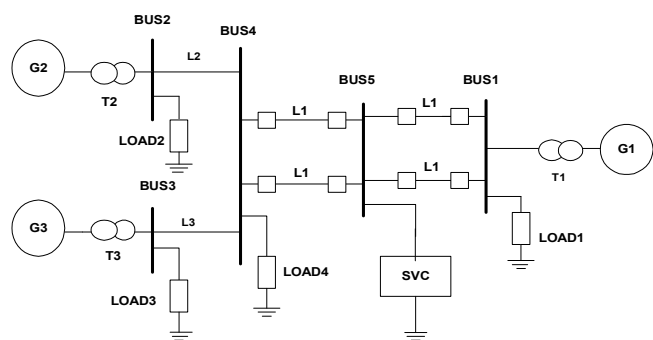 BUS2
BUS4
G2
L2
T2
BUS5
BUS1
L1
L1
LOAD2
G1
T1
BUS3
L1
L1
G3
L3
T3
LOAD1
LOAD4
SVC
LOAD3